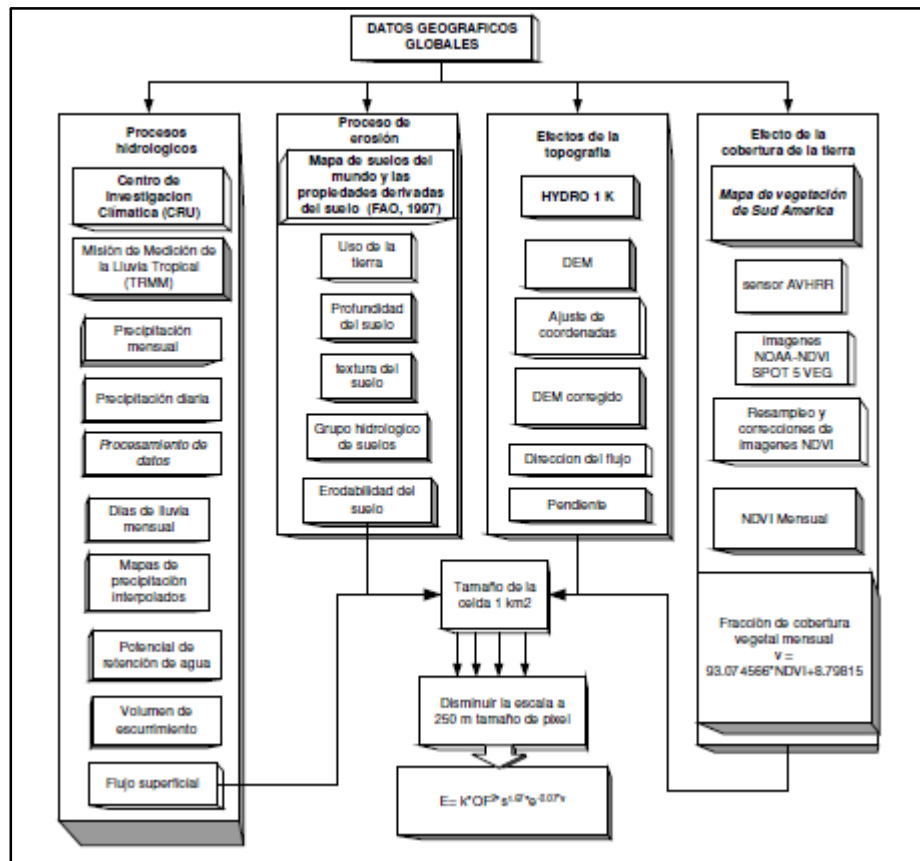 DATOS GEOGRAFICOS
GLOBALES
Procesos
hidrologicos
Centro de
Investigacion
Climatica (CRU)
Misión de Medición de
la Lluvia Tropical
(TRMM)
Precipitación
mensual
Precipitación diaria
Procesamiento de
datos
Dias de lluvia
mensual
Mapas de
precipitación
interpolados
Potencial de
retención de agua
Volumen de
escurrimiento
Flujo superficial
Proceso de
erosión
Mapa de suelos del
mundo y las
propiedades derivadas
del suelo (FAO, 1997)
Uso de la
tierra
Profundidad
del suelo
textura del
suelo
Grupo hidrologico
de suelos
Erodabilidad del
suelo
Efectos de la
topografia
HYDRO 1 K
DEM
Ajuste de
coordenadas
DEM corregido
Direccion del flujo
Pendiente
Efecto de la
cobertura de la tierra
Mapa de vegetación
de Sud America
sensor AVHRR
imagenes
NOAA-NDVI
SPOT 5 VEG
Resampleo y
correcciones de
imagenes NDVI
NDVI Mensual
Fracción de cobertura
vegetal mensual
v =
93.074566*NDVI+8.79815
Tamaño de la
celda 1 km2
Disminuir la escala a
250 m tamaño de pixel